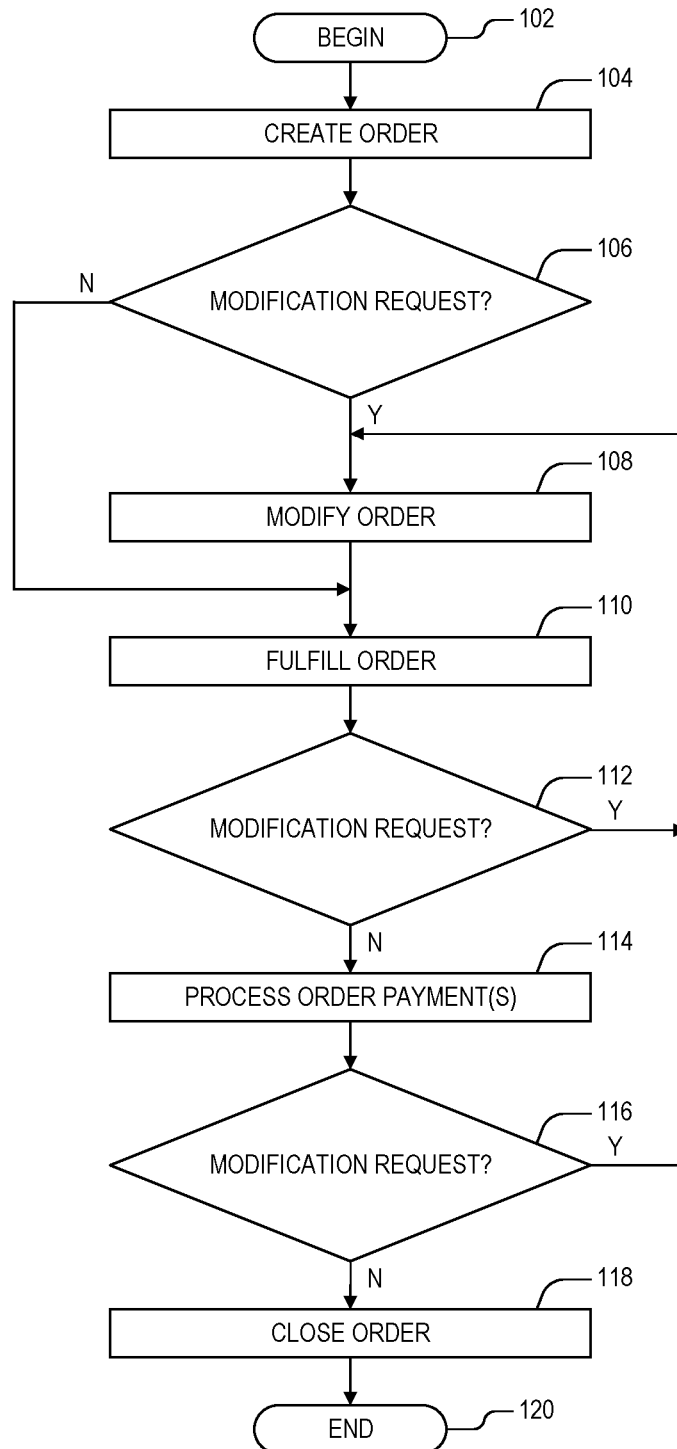 BEGIN
102
104
CREATE ORDER
106
N
MODIFICATION REQUEST?
Y
108
MODIFY ORDER
110
FULFILL ORDER
112
Y
MODIFICATION REQUEST?
N
114
PROCESS ORDER PAYMENT(S)
116
Y
MODIFICATION REQUEST?
N
118
CLOSE ORDER
END
120